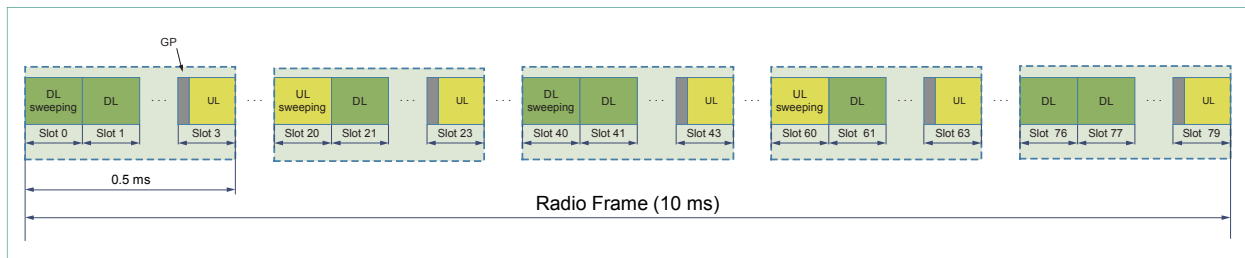 GP
DL
sweeping
DL
· · ·
UL
· · ·
UL
sweeping
DL
· · ·
UL
· · ·
DL
sweeping
DL
· · ·
UL
· · ·
UL
sweeping
DL
· · ·
UL
· · ·
DL
DL
· · ·
UL
Slot 0
Slot 1
Slot 3
Slot 20
Slot 21
Slot 23
Slot 40
Slot 41
Slot 43
Slot 60
Slot 61
Slot 63
Slot 76
Slot 77
Slot 79
0.5 ms
Radio Frame (10 ms)